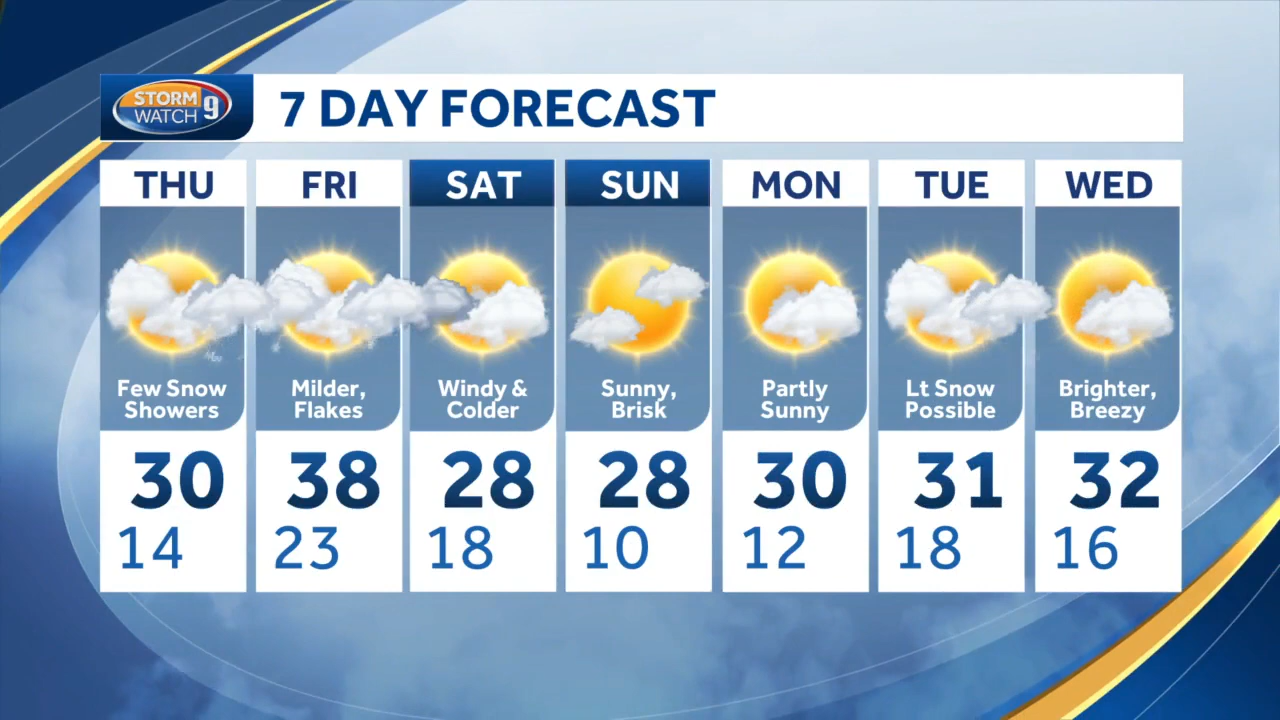 STORM
WATCH 9
7 DAY FORECAST
THU
FRI
SAT
SUN
MON
TUE
WED
Few Snow
Showers
Milder,
Flakes
Windy &
Colder
Sunny,
Brisk
Partly
Sunny
Lt Snow
Possible
Brighter,
Breezy
30
38
28
28
30
31
32
14
23
18
10
12
18
16